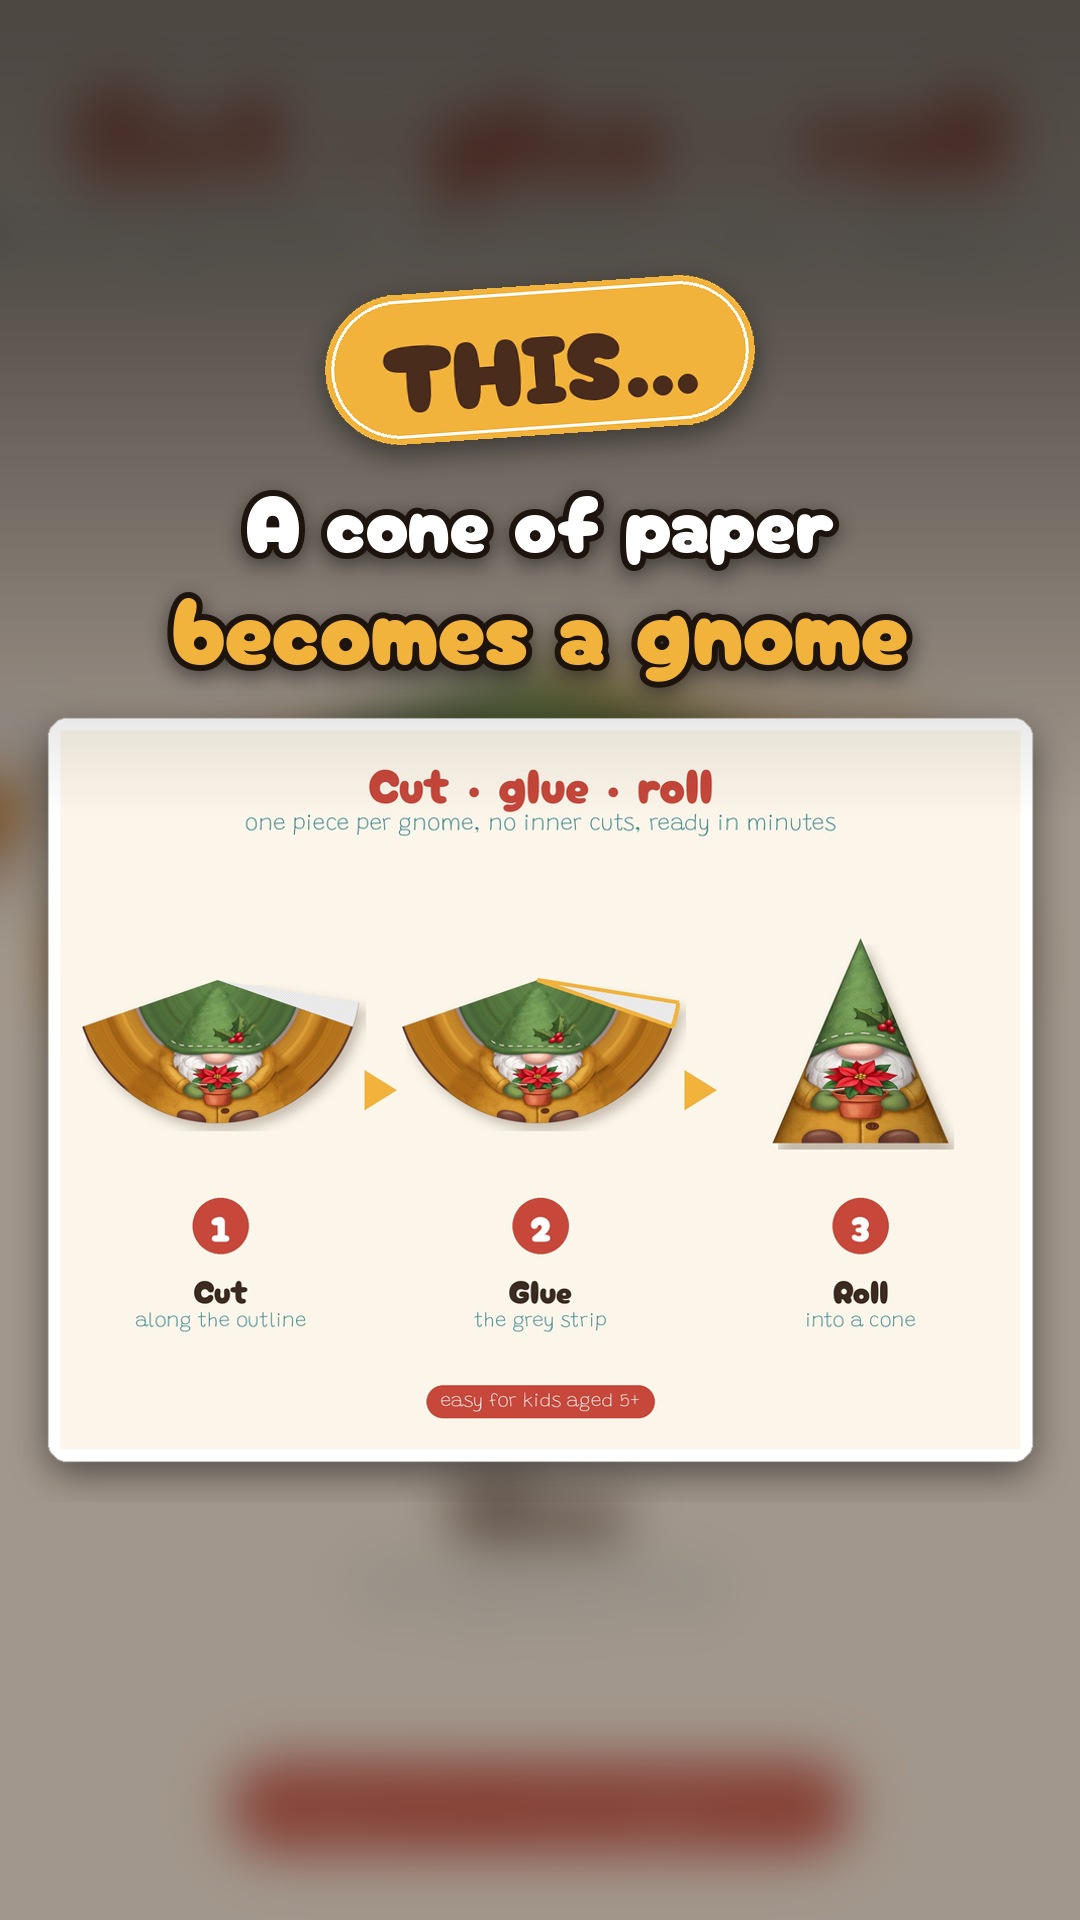 THIS...
A cone of paper
becomes a gnome
Cut • glue • roll
one piece per gnome, no inner cuts, ready in minutes
1
2
3
Cut
Glue
Roll
along the outline
the grey strip
into a cone
easy for kids aged 5+